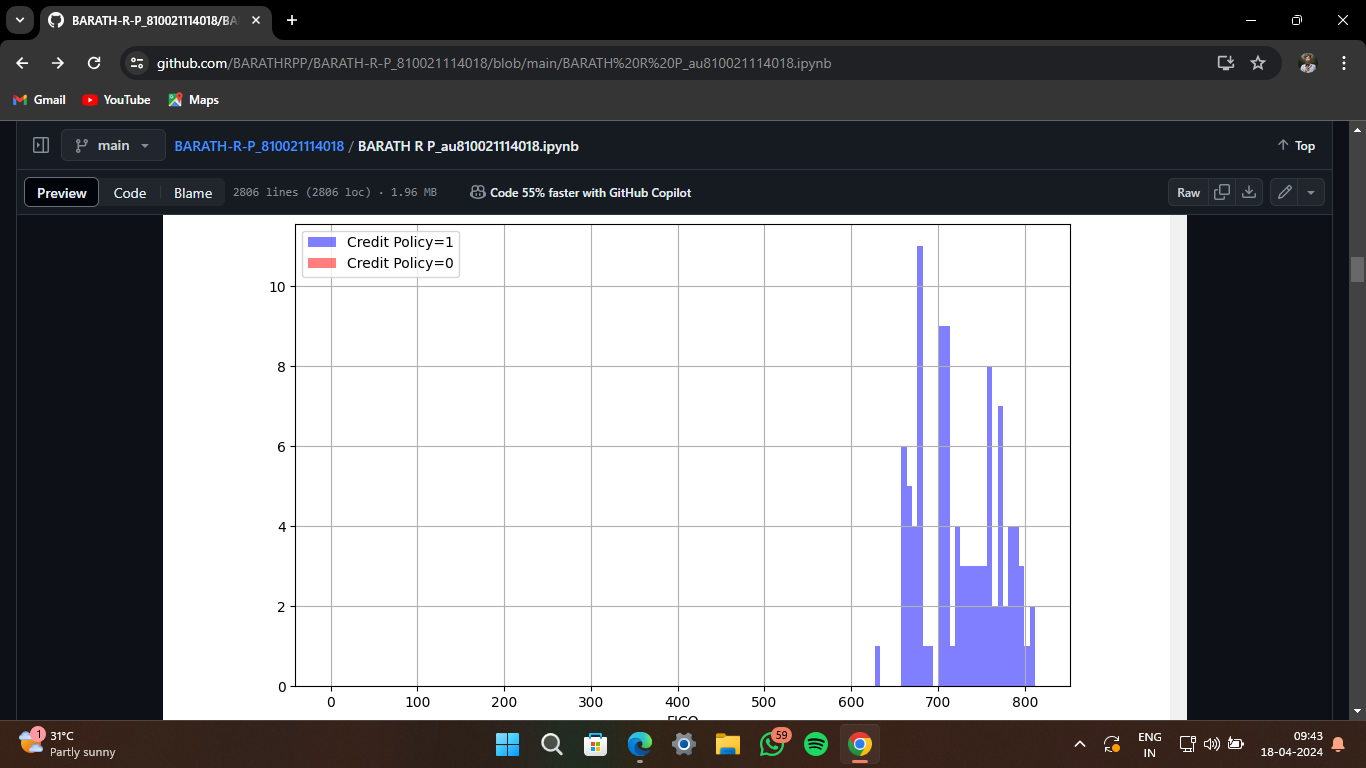 BARATH-R-P_810021114018/BA
github.com/BARATHRPP/BARATH-R-P_810021114018/blob/main/BARATH%20R%20P_au810021114018.ipynb
Gmail YouTube Maps
main BARATH-R-P_810021114018 / BARATH R P_au810021114018.ipynb Top
Preview Code Blame 2806 lines (2806 loc) · 1.96 MB Code 55% faster with GitHub Copilot Raw
Credit Policy=1
Credit Policy=0
10
8
6
4
2
0
0 100 200 300 400 500 600 700 800
FICO
1 31°C
Partly sunny
59
ENG
IN
09:43
18-04-2024